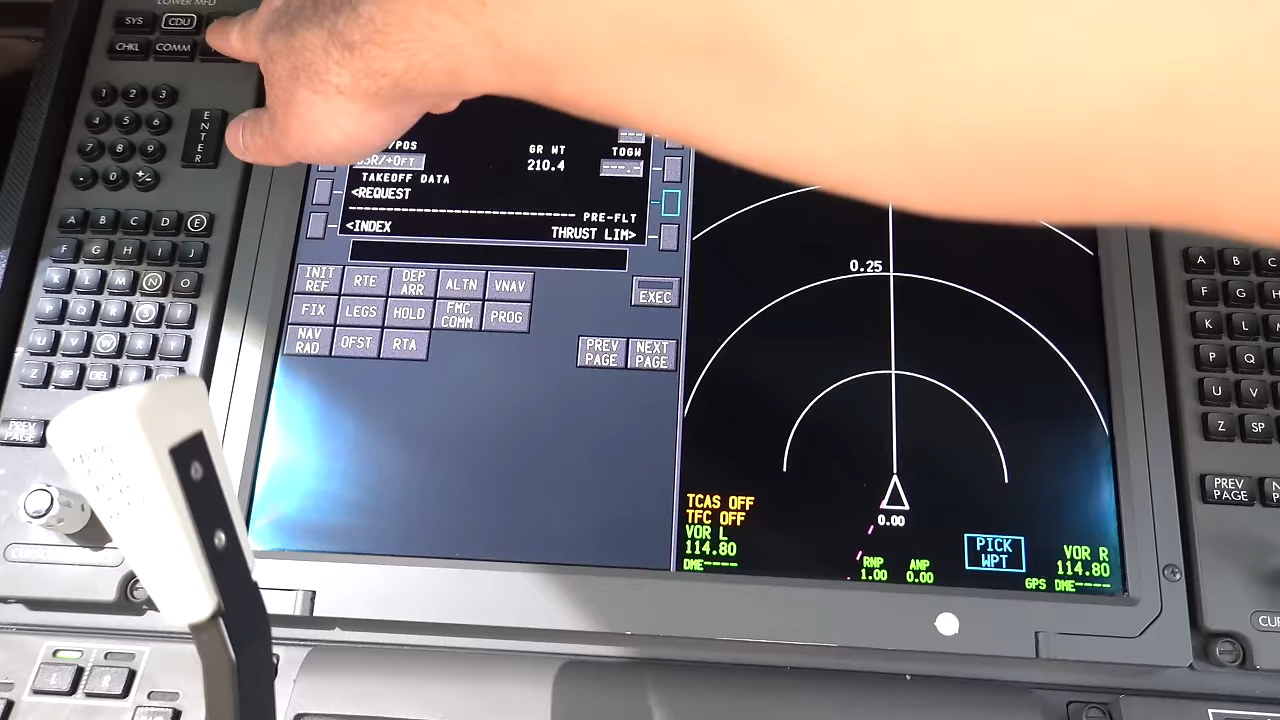 LOWER MFD
SYS CDU
CHKL COMM
1 2 3
4 5 6
7 8 9
. 0 +/-
ENTER
A B C D E
F G H I J
K L M N O
P Q R S T
U V W X Y
Z SP DEL
PREV PAGE
/POS
GR WT
TOGW
/+0ft
210.4
TAKEOFF DATA
<REQUEST
PRE-FLT
<INDEX
THRUST LIM>
INIT REF RTE DEP ARR ALTN VNAV
FIX LEGS HOLD FMC COMM PROG
NAV RAD OFST RTA
EXEC
PREV PAGE NEXT PAGE
0.25
0.00
TCAS OFF
TFC OFF
VOR L
114.80
DME----
RNP
1.00
ANP
0.00
PICK WPT
VOR R
114.80
GPS DME----
A B C
F G H
K L
P Q
U V
Z SP
PREV PAGE
L R